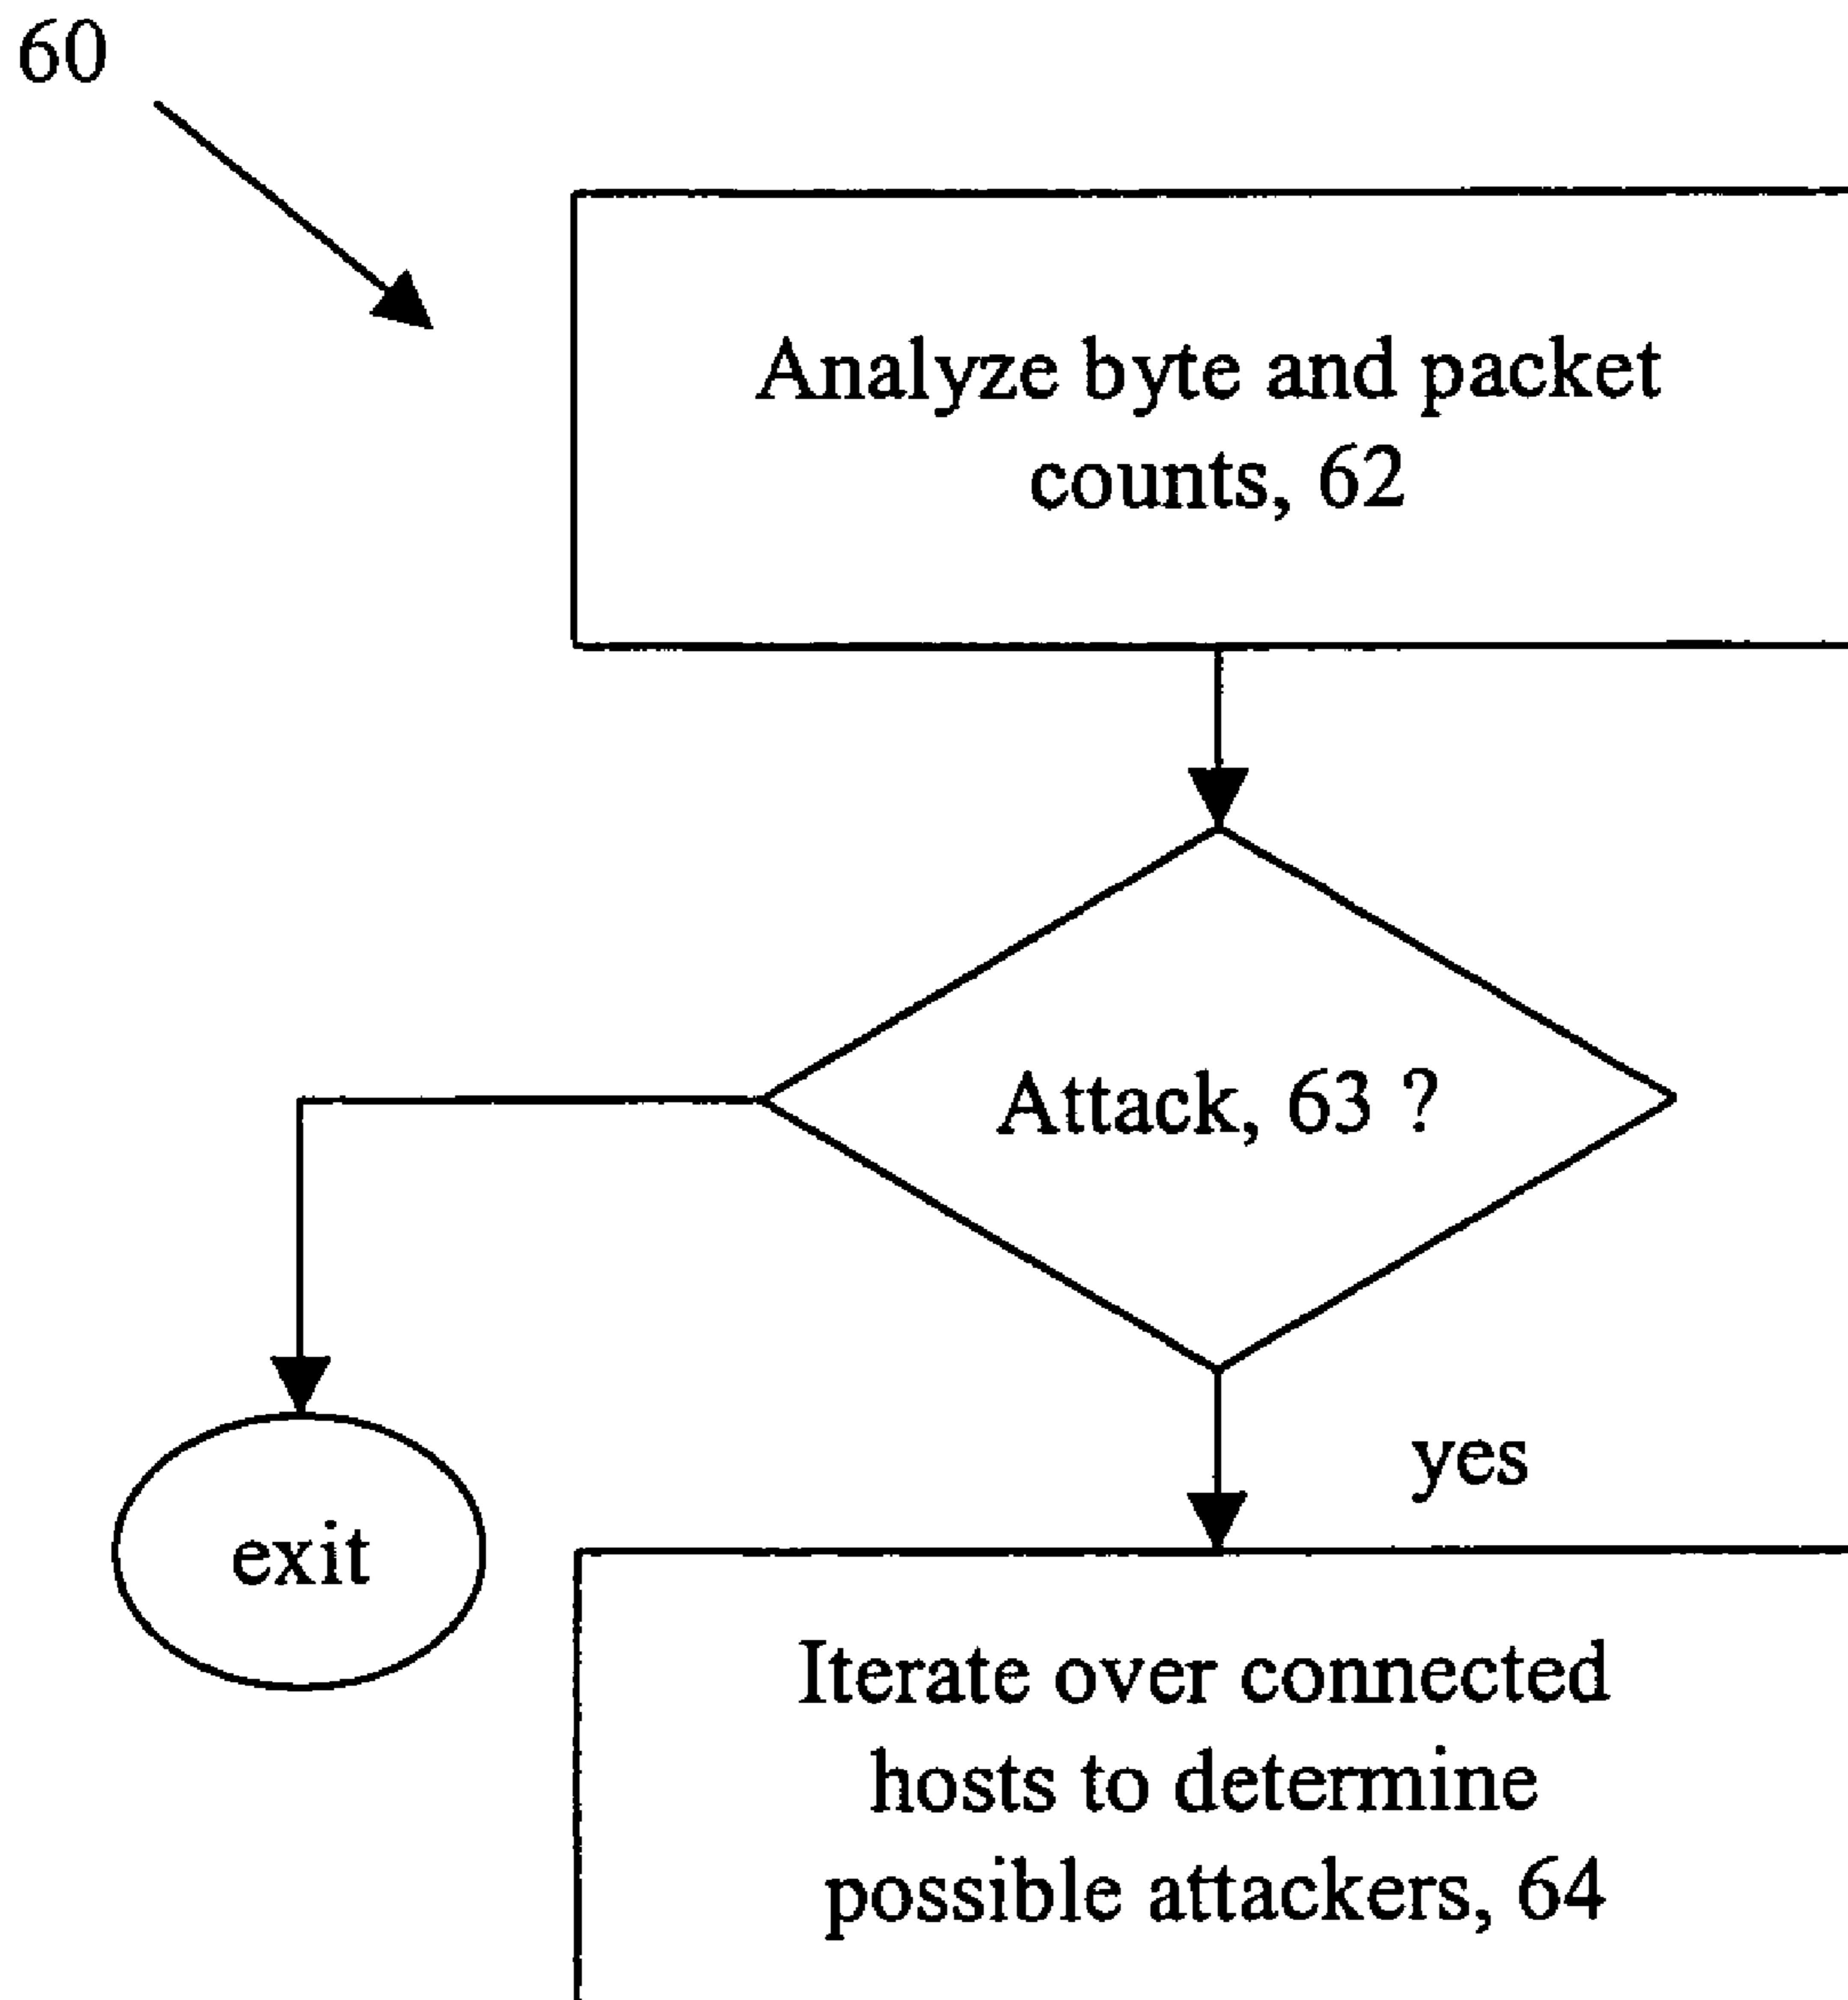 60
Analyze byte and packet
counts, 62
Attack, 63 ?
yes
exit
Iterate over connected
hosts to determine
possible attackers, 64